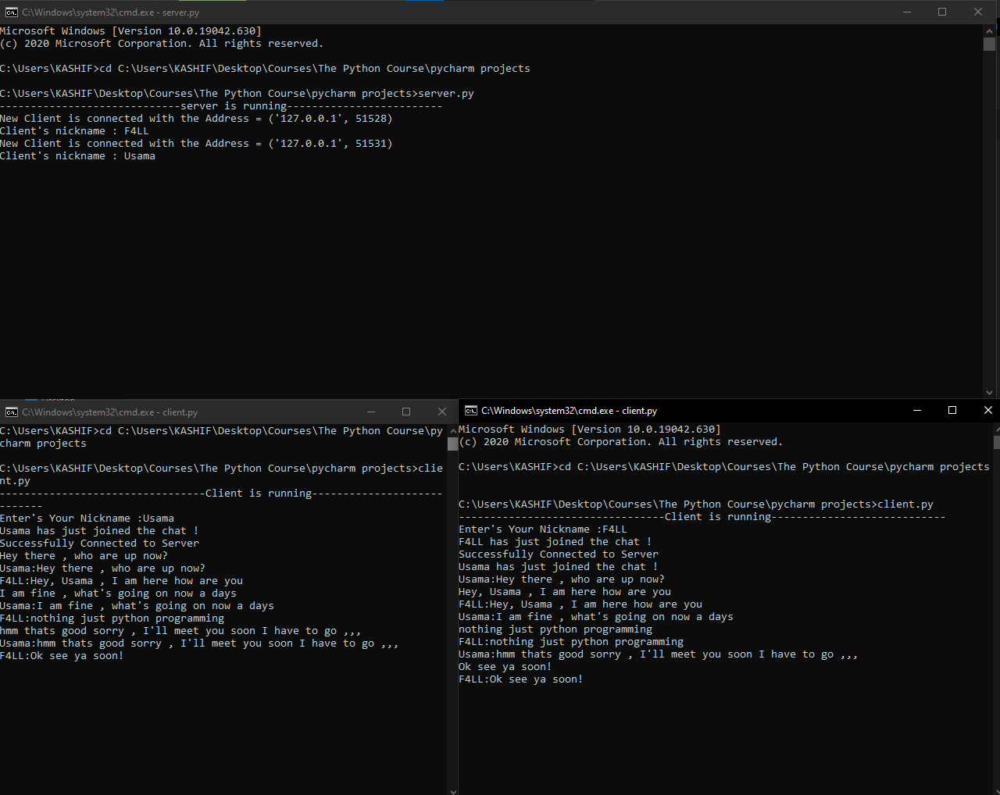 C:\Windows\system32\cmd.exe - server.py
Microsoft Windows [Version 10.0.19042.630]
(c) 2020 Microsoft Corporation. All rights reserved.
C:\Users\KASHIF>cd C:\Users\KASHIF\Desktop\Courses\The Python Course\pycharm projects
C:\Users\KASHIF\Desktop\Courses\The Python Course\pycharm projects>server.py
-----------------------------server is running-------------------------
New Client is connected with the Address = ('127.0.0.1', 51528)
Client's nickname : F4LL
New Client is connected with the Address = ('127.0.0.1', 51531)
Client's nickname : Usama
C:\Windows\system32\cmd.exe - client.py
C:\Users\KASHIF>cd C:\Users\KASHIF\Desktop\Courses\The Python Course\py
charm projects
C:\Users\KASHIF\Desktop\Courses\The Python Course\pycharm projects>clie
nt.py
---------------------------------Client is running---------------------
-------
Enter's Your Nickname :Usama
Usama has just joined the chat !
Successfully Connected to Server
Hey there , who are up now?
Usama:Hey there , who are up now?
F4LL:Hey, Usama , I am here how are you
I am fine , what's going on now a days
Usama:I am fine , what's going on now a days
F4LL:nothing just python programming
hmm thats good sorry , I'll meet you soon I have to go ,,,
Usama:hmm thats good sorry , I'll meet you soon I have to go ,,,
F4LL:Ok see ya soon!
C:\Windows\system32\cmd.exe - client.py
Microsoft Windows [Version 10.0.19042.630]
(c) 2020 Microsoft Corporation. All rights reserved.
C:\Users\KASHIF>cd C:\Users\KASHIF\Desktop\Courses\The Python Course\pycharm projects
C:\Users\KASHIF\Desktop\Courses\The Python Course\pycharm projects>client.py
---------------------------------Client is running----------------------------
Enter's Your Nickname :F4LL
F4LL has just joined the chat !
Successfully Connected to Server
Usama has just joined the chat !
Usama:Hey there , who are up now?
Hey, Usama , I am here how are you
F4LL:Hey, Usama , I am here how are you
Usama:I am fine , what's going on now a days
nothing just python programming
F4LL:nothing just python programming
Usama:hmm thats good sorry , I'll meet you soon I have to go ,,,
Ok see ya soon!
F4LL:Ok see ya soon!